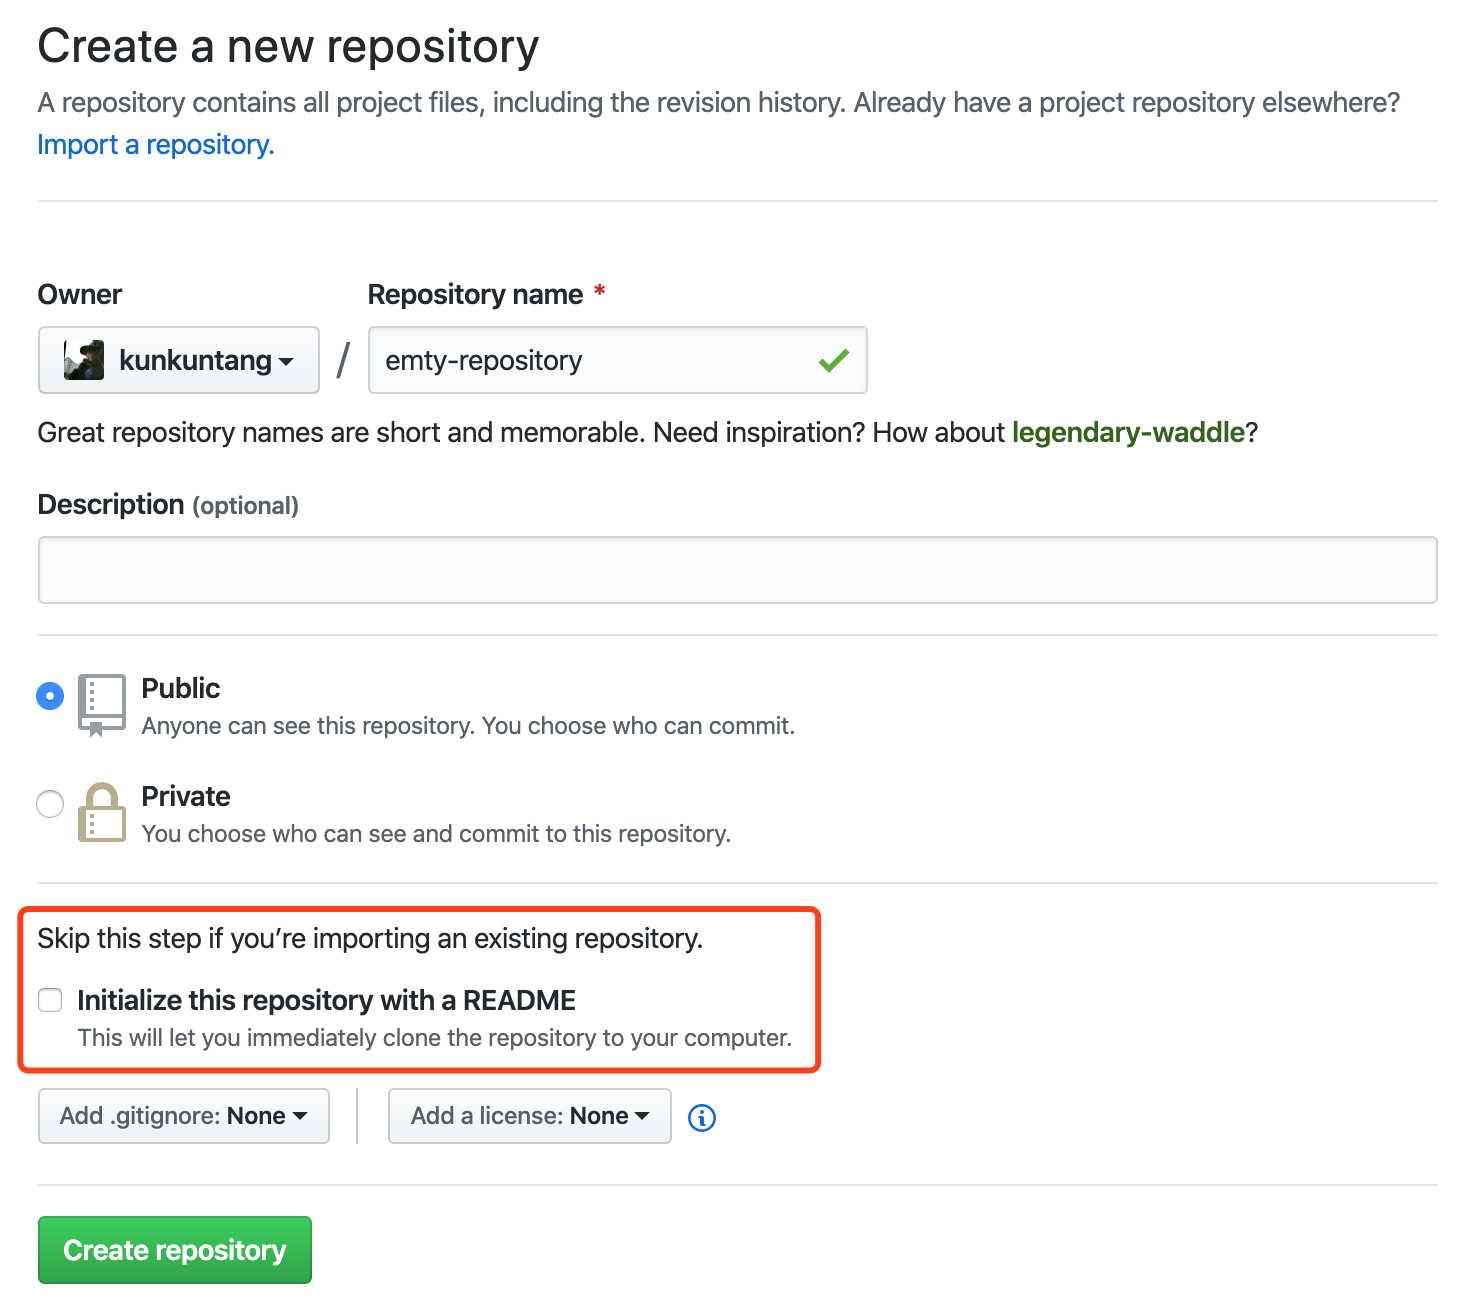 Create a new repository
A repository contains all project files, including the revision history. Already have a project repository elsewhere?
Import a repository.
Owner
Repository name *
kunkuntang
/
emty-repository
Great repository names are short and memorable. Need inspiration? How about legendary-waddle?
Description (optional)
Public
Anyone can see this repository. You choose who can commit.
Private
You choose who can see and commit to this repository.
Skip this step if you’re importing an existing repository.
Initialize this repository with a README
This will let you immediately clone the repository to your computer.
Add .gitignore: None
Add a license: None
Create repository